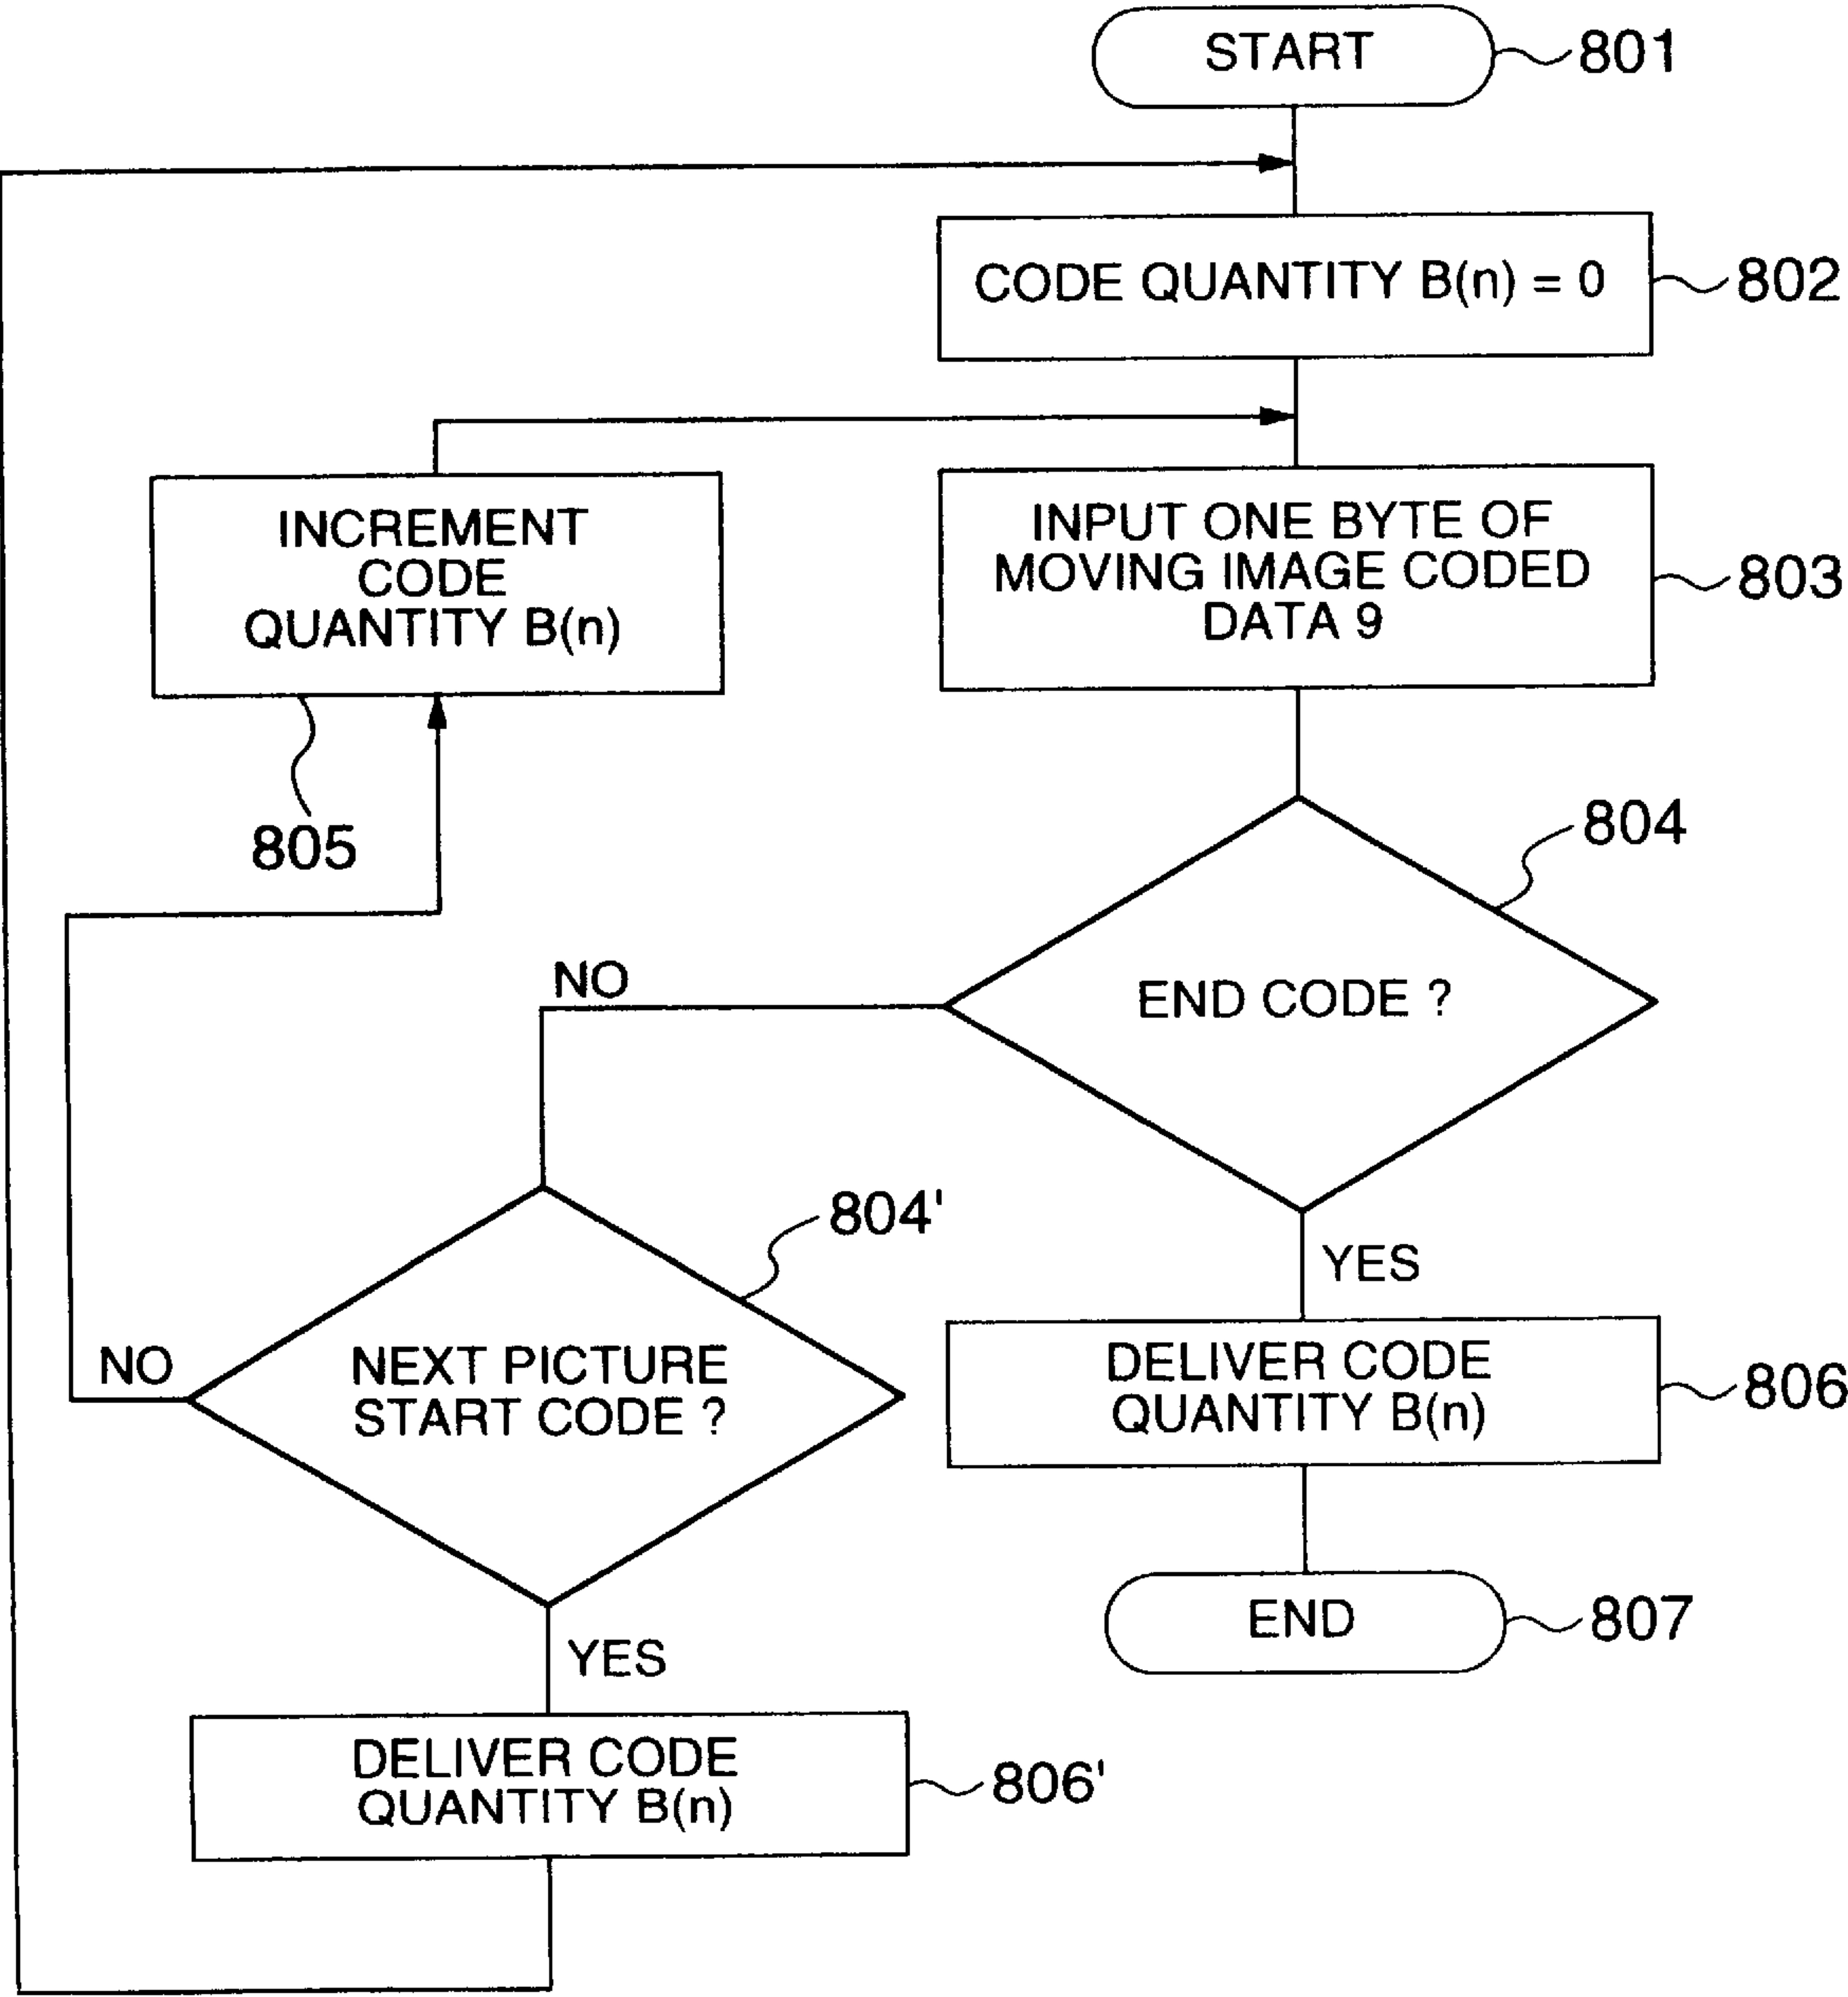 START
801
CODE QUANTITY B(n) = 0
802
INCREMENT
CODE
QUANTITY B(n)
805
INPUT ONE BYTE OF
MOVING IMAGE CODED
DATA 9
803
804
END CODE ?
NO
YES
804'
NEXT PICTURE
START CODE ?
NO
YES
DELIVER CODE
QUANTITY B(n)
806
END
807
DELIVER CODE
QUANTITY B(n)
806'